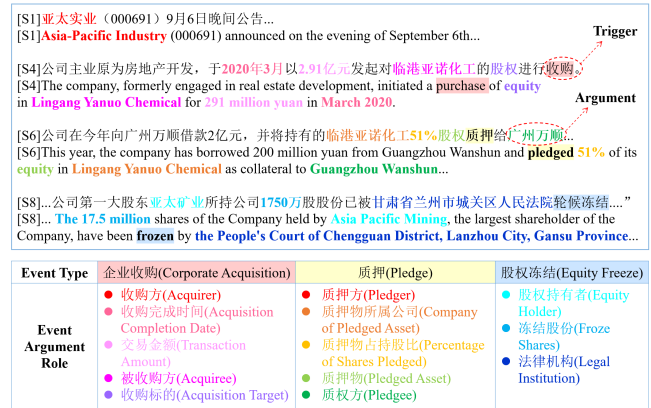 [S1]亚太实业（000691）9月6日晚间公告...
[S1]Asia-Pacific Industry (000691) announced on the evening of September 6th...
Trigger
[S4]公司主业原为房地产开发，于2020年3月以2.91亿元发起对临港亚诺化工的股权进行收购。
[S4]The company, formerly engaged in real estate development, initiated a purchase of equity
in Lingang Yanuo Chemical for 291 million yuan in March 2020.
Argument
[S6]公司在今年向广州万顺借款2亿元，并将持有的临港亚诺化工51%股权质押给广州万顺...
[S6]This year, the company has borrowed 200 million yuan from Guangzhou Wanshun and pledged 51% of its
equity in Lingang Yanuo Chemical as collateral to Guangzhou Wanshun...
[S8]...公司第一大股东亚太矿业所持公司1750万股股份已被甘肃省兰州市城关区人民法院轮候冻结....”
[S8]... The 17.5 million shares of the Company held by Asia Pacific Mining, the largest shareholder of the
Company, have been frozen by the People's Court of Chengguan District, Lanzhou City, Gansu Province...
Event Type
企业收购(Corporate Acquisition)
质押(Pledge)
股权冻结(Equity Freeze)
Event
Argument
Role
收购方(Acquirer)
收购完成时间(Acquisition
Completion Date)
交易金额(Transaction
Amount)
被收购方(Acquiree)
收购标的(Acquisition Target)
质押方(Pledger)
质押物所属公司(Company
of Pledged Asset)
质押物占持股比(Percentage
of Shares Pledged)
质押物(Pledged Asset)
质权方(Pledgee)
股权持有者(Equity
Holder)
冻结股份(Froze
Shares)
法律机构(Legal
Institution)